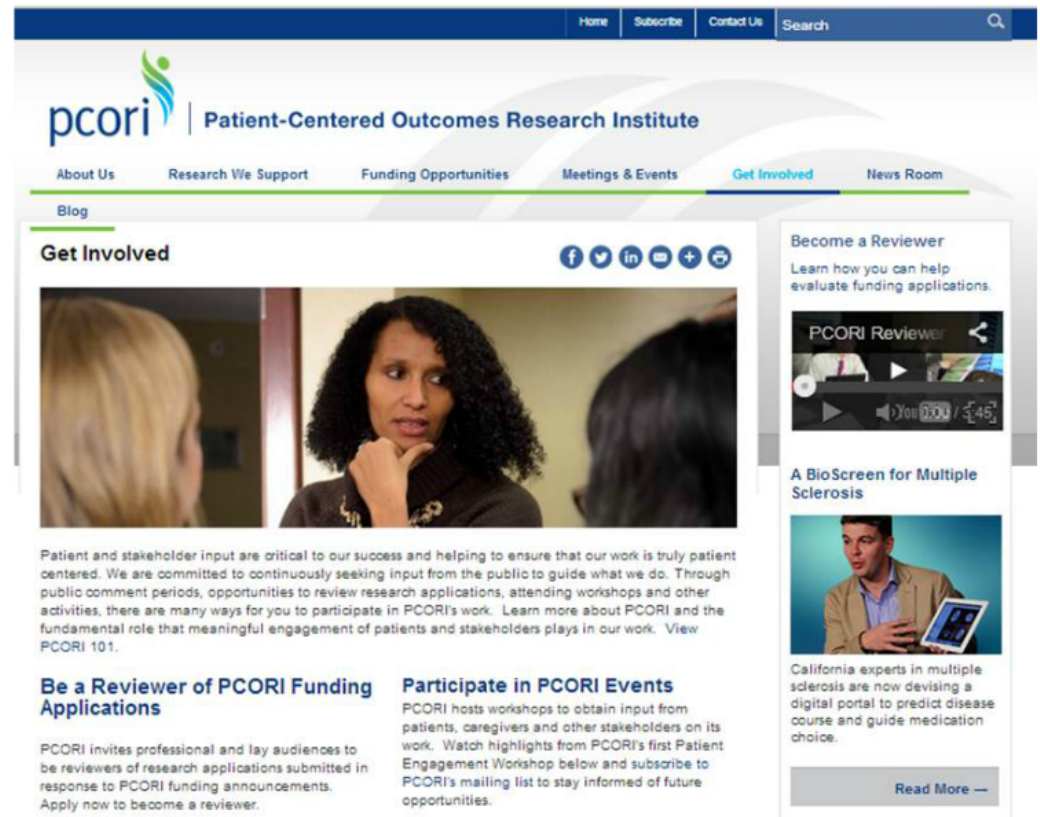 Home Subscribe Contact Us Search
pcori Patient-Centered Outcomes Research Institute
About Us Research We Support Funding Opportunities Meetings & Events Get Involved News Room
Blog
Get Involved
Patient and stakeholder input are critical to our success and helping to ensure that our work is truly patient
centered. We are committed to continuously seeking input from the public to guide what we do. Through
public comment periods, opportunities to review research applications, attending workshops and other
activities, there are many ways for you to participate in PCORI's work. Learn more about PCORI and the
fundamental role that meaningful engagement of patients and stakeholders plays in our work. View
PCORI 101.
Be a Reviewer of PCORI Funding
Applications
PCORI invites professional and lay audiences to
be reviewers of research applications submitted in
response to PCORI funding announcements.
Apply now to become a reviewer.
Participate in PCORI Events
PCORI hosts workshops to obtain input from
patients, caregivers and other stakeholders on its
work. Watch highlights from PCORI's first Patient
Engagement Workshop below and subscribe to
PCORI's mailing list to stay informed of future
opportunities.
Become a Reviewer
Learn how you can help
evaluate funding applications.
PCORI Reviewer
You 0:00 / 3:45
A BioScreen for Multiple
Sclerosis
California experts in multiple
sclerosis are now devising a
digital portal to predict disease
course and guide medication
choice.
Read More —